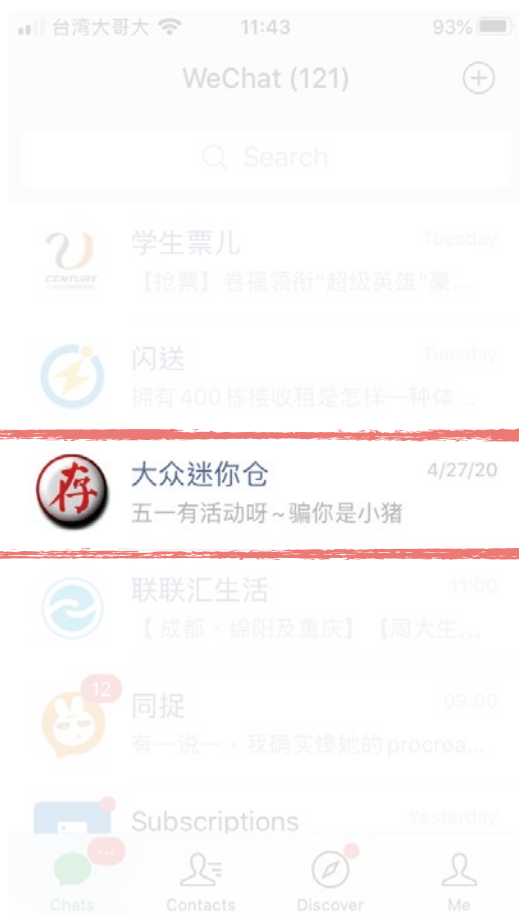 台湾大哥大 11:43 93%
WeChat (121)
Search
学生票儿 Tuesday
【抢票】卷福领衔“超级英雄”豪...
CENTURY
闪送 Tuesday
拥有400栋楼收租是怎样一种体...
存
大众迷你仓 4/27/20
五一有活动呀~骗你是小猪
联联汇生活 11:00
【 成都 · 绵阳及重庆】【周大生...
12
同捉 09:00
有一说一，我确实馋她的procrea...
Subscriptions Yesterday
...
Chats Contacts Discover Me